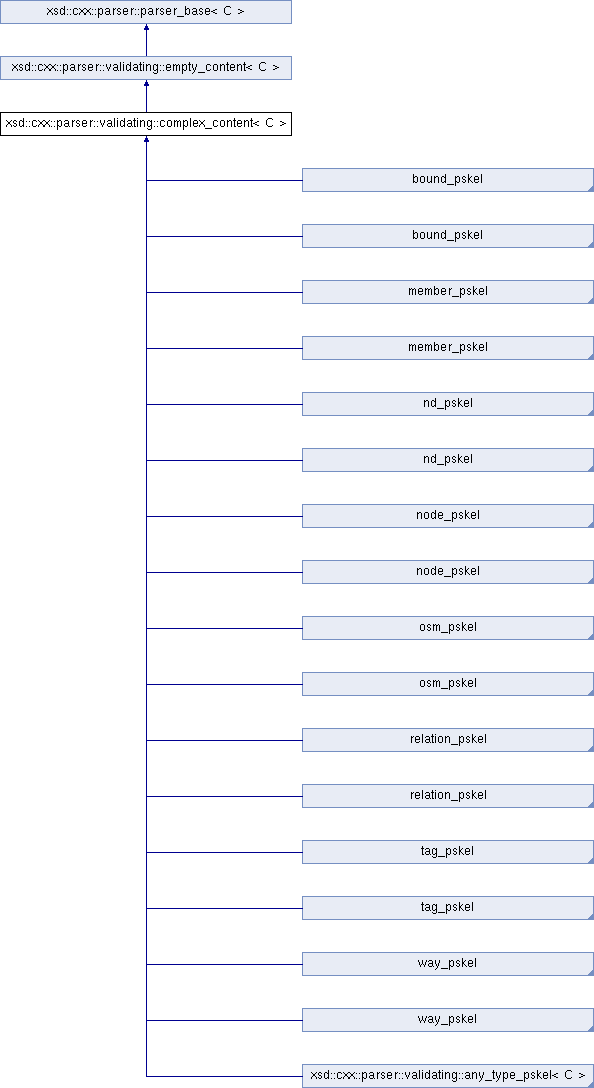 xsd::cxx::parser::parser_base< C >
xsd::cxx::parser::validating::empty_content< C >
xsd::cxx::parser::validating::complex_content< C >
bound_pskel
bound_pskel
member_pskel
member_pskel
nd_pskel
nd_pskel
node_pskel
node_pskel
osm_pskel
osm_pskel
relation_pskel
relation_pskel
tag_pskel
tag_pskel
way_pskel
way_pskel
xsd::cxx::parser::validating::any_type_pskel< C >